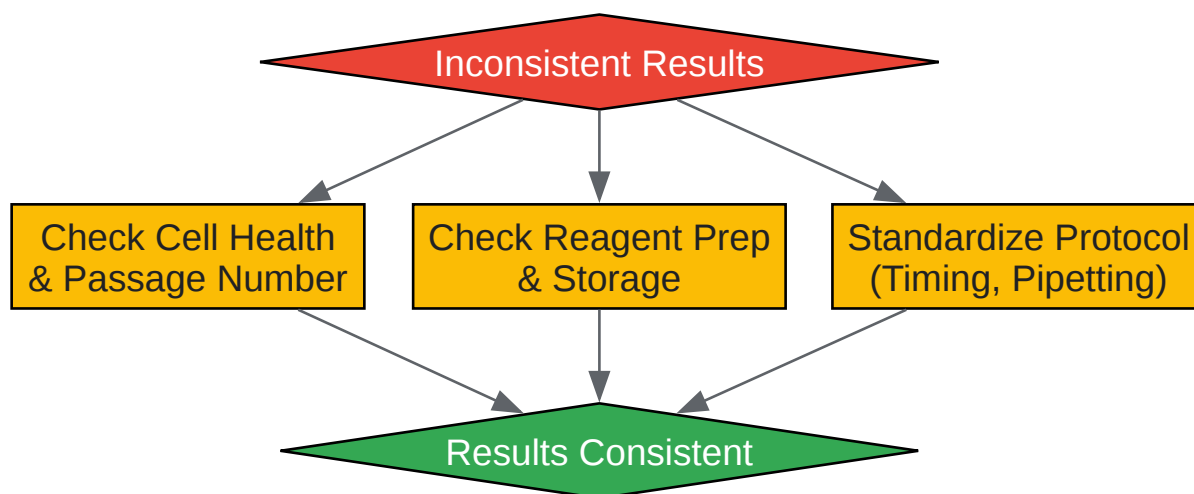 Inconsistent Results
Check Cell Health
& Passage Number
Check Reagent Prep
& Storage
Standardize Protocol
(Timing, Pipetting)
Results Consistent